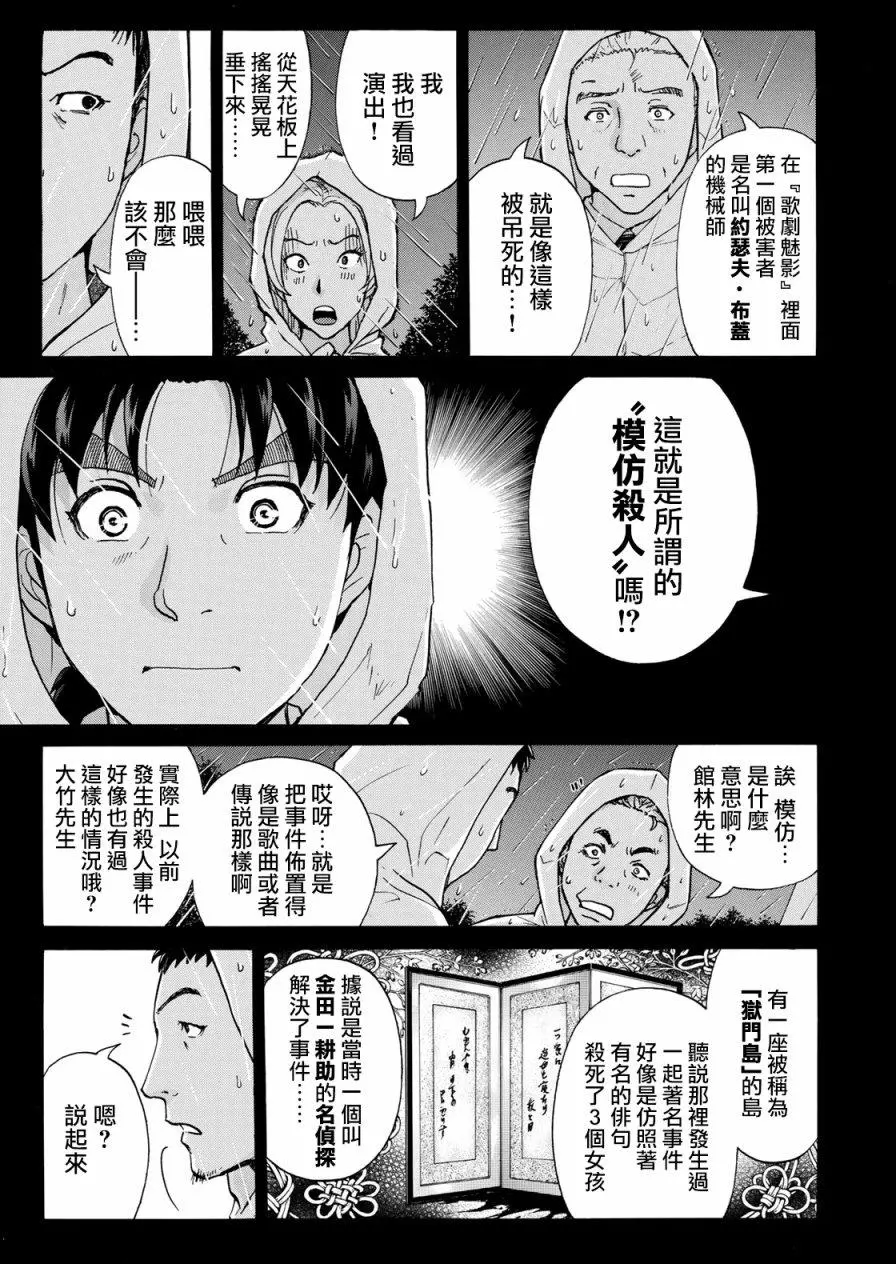 在『歌劇魅影』裡面
第一個被害者
是名叫約瑟夫・布蓋
的機械師
就是像這樣
被吊死的…！
我
我也看過
演出！
從天花板上
搖搖晃晃
垂下來……
喂喂
那麼
該不會——…
這就是所謂的
〝模仿殺人〞嗎!?
誒 模仿…
是什麼
意思啊？
館林先生
哎呀…就是
把事件佈置得
像是歌曲或者
傳說那樣啊
實際上 以前
發生的殺人事件
好像也有過
這樣的情況哦？
大竹先生
有一座被稱為
「獄門島」的島
聽說那裡發生過
一起著名事件
好像是仿照著
有名的俳句
殺死了3個女孩
據說是當時一個叫
金田一耕助的名偵探
解決了事件……
嗯？
說起來